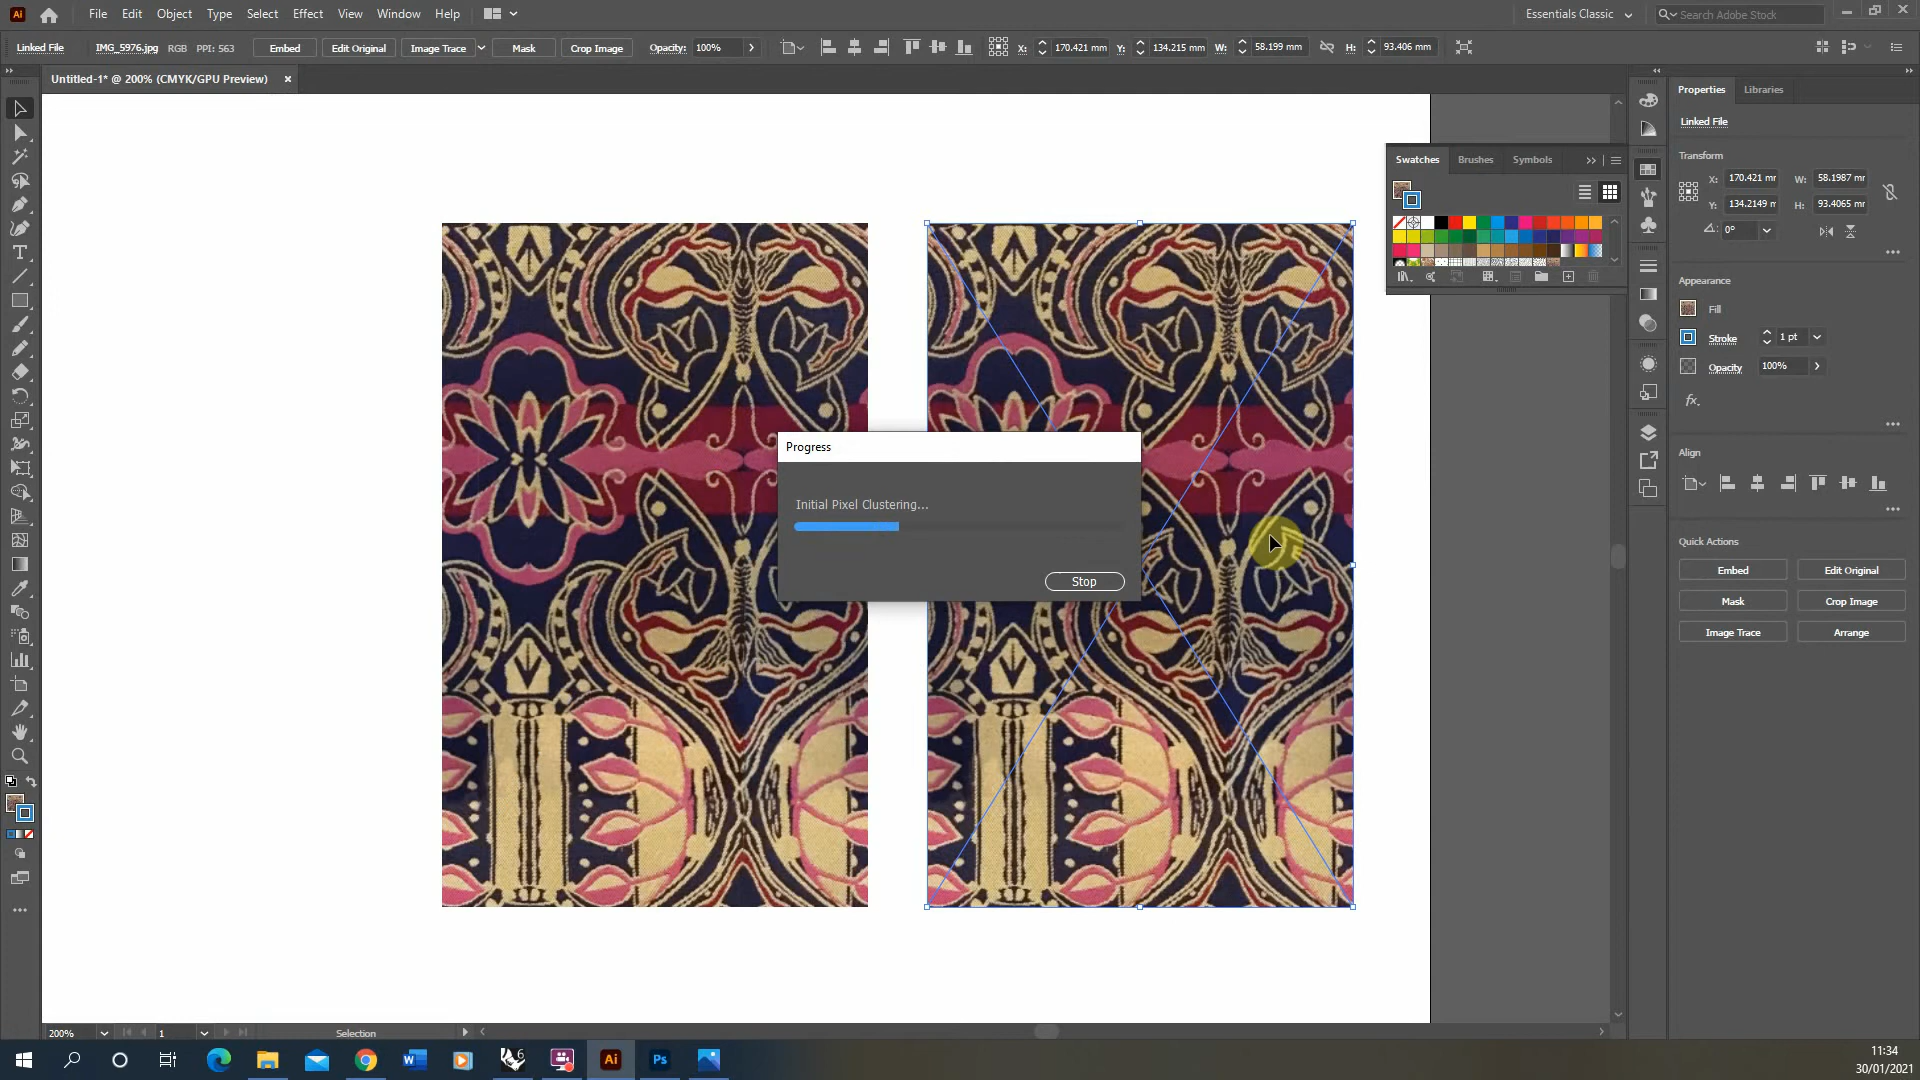 Ai File Edit Object Type Select Effect View Window Help Essentials Classic Search Adobe Stock
Linked File IMG_5976.jpg RGB PPI: 563 Embed Edit Original Image Trace Mask Crop Image Opacity: 100% X: 170.421 mm Y: 134.215 mm W: 58.199 mm H: 93.406 mm
Untitled-1* @ 200% (CMYK/GPU Preview)
Properties Libraries
Linked File
Transform
X: 170.421 mr W: 58.1987 mr
Y: 134.2149 r H: 93.4065 mr
0°
Swatches Brushes Symbols
Appearance
Fill
Stroke 1 pt
Opacity 100%
fx.
Align
Quick Actions
Embed Edit Original
Mask Crop Image
Image Trace Arrange
Progress
Initial Pixel Clustering...
Stop
200% 1 Selection
Ai Ps
11:34
30/01/2021